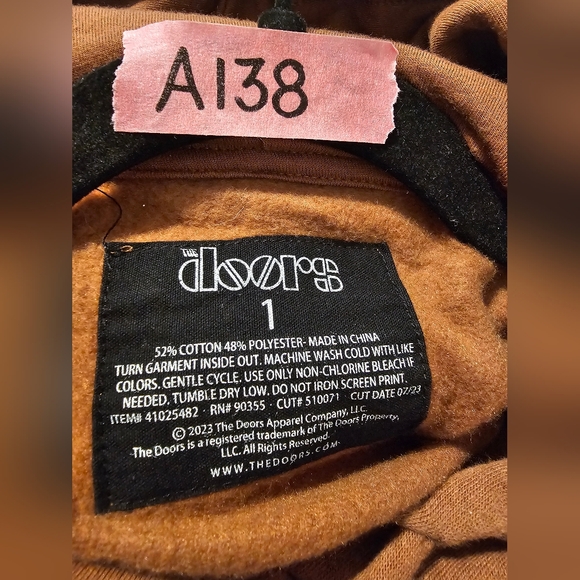 A138
THE doors
1
52% COTTON 48% POLYESTER- MADE IN CHINA
TURN GARMENT INSIDE OUT. MACHINE WASH COLD WITH LIKE
COLORS. GENTLE CYCLE. USE ONLY NON-CHLORINE BLEACH IF
NEEDED. TUMBLE DRY LOW. DO NOT IRON SCREEN PRINT.
ITEM# 41025482 · RN# 90355 · CUT# 510071 CUT DATE 07/23
© 2023 The Doors Apparel Company, LLC.
The Doors is a registered trademark of The Doors Property,
LLC. All Rights Reserved.
WWW.THEDOORS.COM